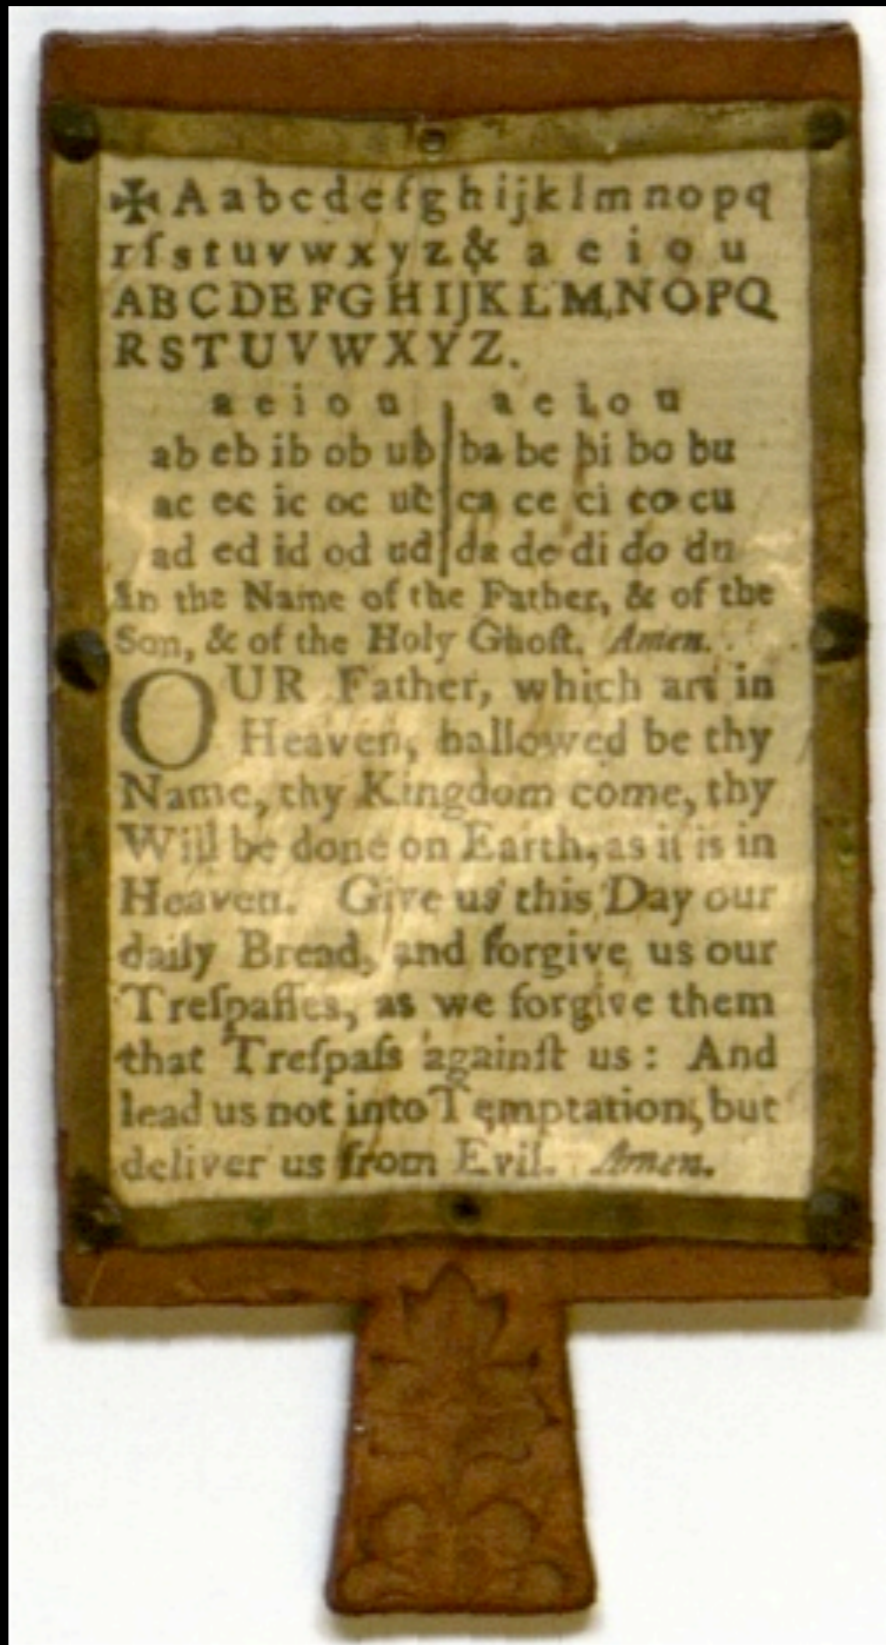 ✠ A a b c d e f g h i j k l m n o p q
r ſ s t u v w x y z & a e i o u
A B C D E F G H I J K L M N O P Q
R S T U V W X Y Z.
a e i o u | a e i o u
ab eb ib ob ub | ba be bi bo bu
ac ec ic oc uc | ca ce ci co cu
ad ed id od ud | da de di do du
In the Name of the Father, & of the
Son, & of the Holy Ghoſt. Amen.
OUR Father, which art in
Heaven, hallowed be thy
Name, thy Kingdom come, thy
Will be done on Earth, as it is in
Heaven. Give us this Day our
daily Bread, and forgive us our
Treſpaſſes, as we forgive them
that Treſpaſs againſt us: And
lead us not into Temptation, but
deliver us from Evil. Amen.